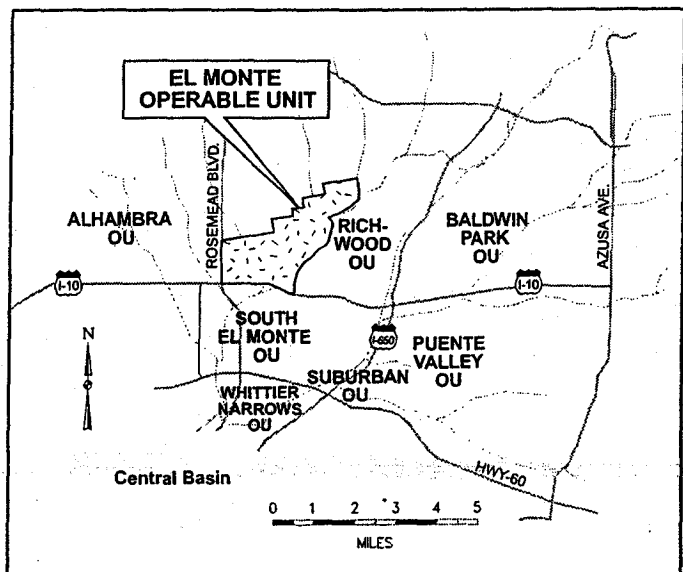 EL MONTE
OPERABLE UNIT
ROSEMEAD BLVD.
ALHAMBRA
OU
RICH-
WOOD
OU
BALDWIN
PARK
OU
AZUSA AVE.
I-10
I-10
N
SOUTH
EL MONTE
OU
I-650
PUENTE
VALLEY
OU
SUBURBAN
OU
WHITTIER
NARROWS
OU
HWY-60
Central Basin
0 1 2 3 4 5
MILES